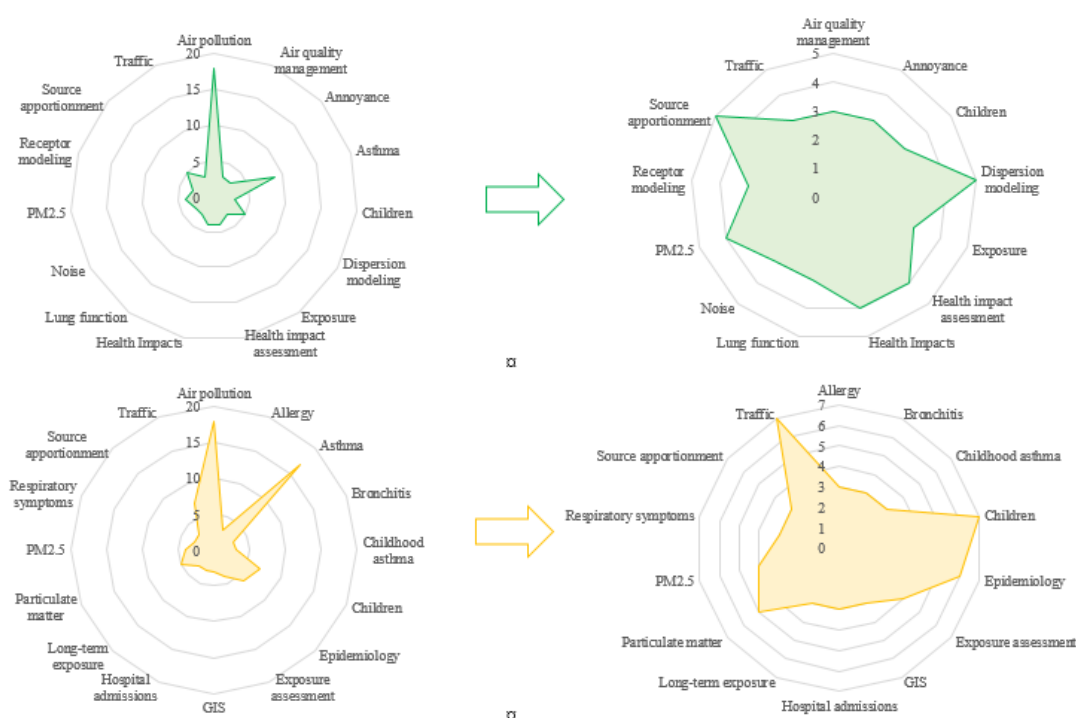 Air pollution
20
15
10
5
0
Air quality
management
Annoyance
Asthma
Children
Dispersion
modeling
Exposure
Health impact
assessment
Health Impacts
Lung function
Noise
PM2.5
Receptor
modeling
Source
apportionment
Traffic
Air quality
management
5
4
3
2
1
0
Annoyance
Children
Dispersion
modeling
Exposure
Health impact
assessment
Health Impacts
Lung function
Noise
PM2.5
Receptor
modeling
Source
apportionment
Traffic
¤
Air pollution
20
15
10
5
0
Allergy
Asthma
Bronchitis
Childhood
asthma
Children
Epidemiology
Exposure
assessment
GIS
Hospital
admissions
Long-term
exposure
Particulate
matter
PM2.5
Respiratory
symptoms
Source
apportionment
Traffic
Allergy
7
6
5
4
3
2
1
0
Bronchitis
Childhood asthma
Children
Epidemiology
Exposure assessment
GIS
Hospital admissions
Long-term exposure
Particulate matter
PM2.5
Respiratory symptoms
Source apportionment
Traffic
¤